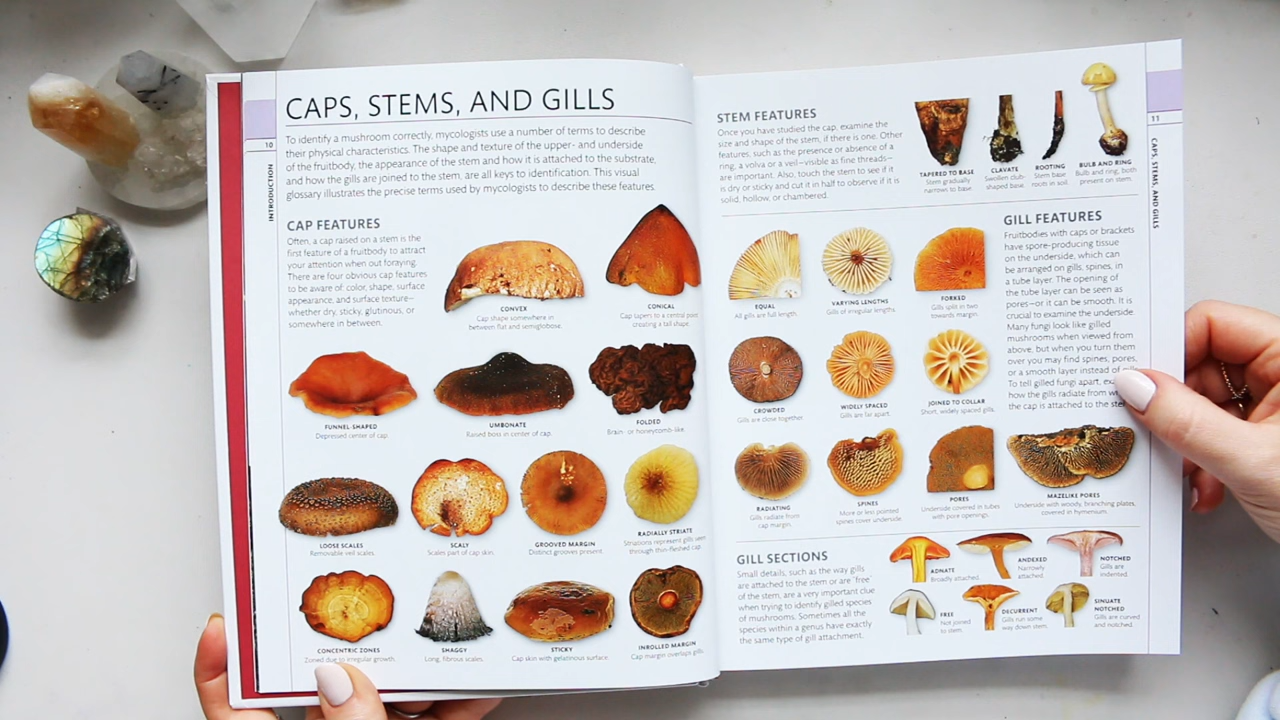 10
INTRODUCTION
CAPS, STEMS, AND GILLS
To identify a mushroom correctly, mycologists use a number of terms to describe
their physical characteristics. The shape and texture of the upper- and underside
of the fruitbody, the appearance of the stem and how it is attached to the substrate,
and how the gills are joined to the stem, are all keys to identification. This visual
glossary illustrates the precise terms used by mycologists to describe these features.
CAP FEATURES
Often, a cap raised on a stem is the
first feature of a fruitbody to attract
your attention when out foraying.
There are four obvious cap features
to be aware of: color, shape, surface
appearance, and surface texture—
whether dry, sticky, glutinous, or
somewhere in between.
CONVEX
Cap shape somewhere in
between flat and semiglobose.
CONICAL
Cap tapers to a central point,
creating a tall shape.
FUNNEL-SHAPED
Depressed center of cap.
UMBONATE
Raised boss in center of cap.
FOLDED
Brain- or honeycomb-like.
LOOSE SCALES
Removable veil scales.
SCALY
Scales part of cap skin.
GROOVED MARGIN
Distinct grooves present.
RADIALLY STRIATE
Striations represent gills seen
through thin-fleshed cap.
CONCENTRIC ZONES
Zoned due to irregular growth.
SHAGGY
Long, fibrous scales.
STICKY
Cap skin with gelatinous surface.
INROLLED MARGIN
Cap margin overlaps gills.
11
CAPS, STEMS, AND GILLS
STEM FEATURES
Once you have studied the cap, examine the
size and shape of the stem, if there is one. Other
features, such as the presence or absence of a
ring, a volva or a veil—visible as fine threads—
are important. Also, touch the stem to see if it
is dry or sticky and cut it in half to observe if it is
solid, hollow, or chambered.
TAPERED TO BASE
Stem gradually
narrows to base.
CLAVATE
Swollen club-
shaped base.
ROOTING
Stem base
roots in soil.
BULB AND RING
Bulb and ring, both
present on stem.
GILL FEATURES
Fruitbodies with caps or brackets
have spore-producing tissue
on the underside, which can
be arranged on gills, spines, in
a tube layer. The opening of
the tube layer can be seen as
pores—or it can be smooth. It is
crucial to examine the underside.
Many fungi look like gilled
mushrooms when viewed from
above, but when you turn them
over you may find spines, pores,
or a smooth layer instead of
To tell gilled fungi apart,
how the gills radiate from
the cap is attached to the
EQUAL
All gills are full length.
VARYING LENGTHS
Gills of irregular lengths.
FORKED
Gills split in two
towards margin.
CROWDED
Gills are close together.
WIDELY SPACED
Gills are far apart.
JOINED TO COLLAR
Short, widely spaced gills.
RADIATING
Gills radiate from
cap margin.
SPINES
More or less pointed
spines cover underside.
PORES
Underside covered in tubes
with pore openings.
MAZELIKE PORES
Underside with woody, branching plates,
covered in hymenium.
GILL SECTIONS
Small details, such as the way gills
are attached to the stem or are 'free'
of the stem, are a very important clue
when trying to identify gilled species
of mushrooms. Sometimes all the
species within a genus have exactly
the same type of gill attachment.
ADNATE
Broadly attached.
ANDEXED
Narrowly
attached.
NOTCHED
Gills are
indented.
FREE
Not joined
to stem.
DECURRENT
Gills run some
way down stem.
SINUATE
NOTCHED
Gills are curved
and notched.